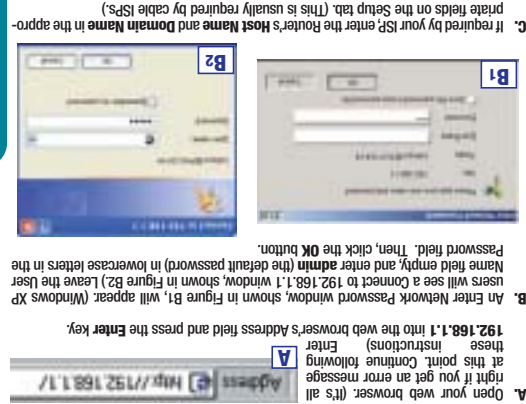 A. Open your web browser. (It's all
right if you get an error message
at this point. Continue following
these instructions) Enter
192.168.1.1 into the web browser's Address field and press the Enter key.
Address http://192.168.1.1/
A
B. An Enter Network Password window, shown in Figure B1, will appear. (Windows XP
users will see a Connect to 192.168.1.1 window, shown in Figure B2.) Leave the User
Name field empty, and enter admin (the default password) in lowercase letters in the
Password field. Then, click the OK button.
B1
B2
C. If required by your ISP, enter the Router's Host Name and Domain Name in the appro-
priate fields on the Setup tab. (This is usually required by cable ISPs.)